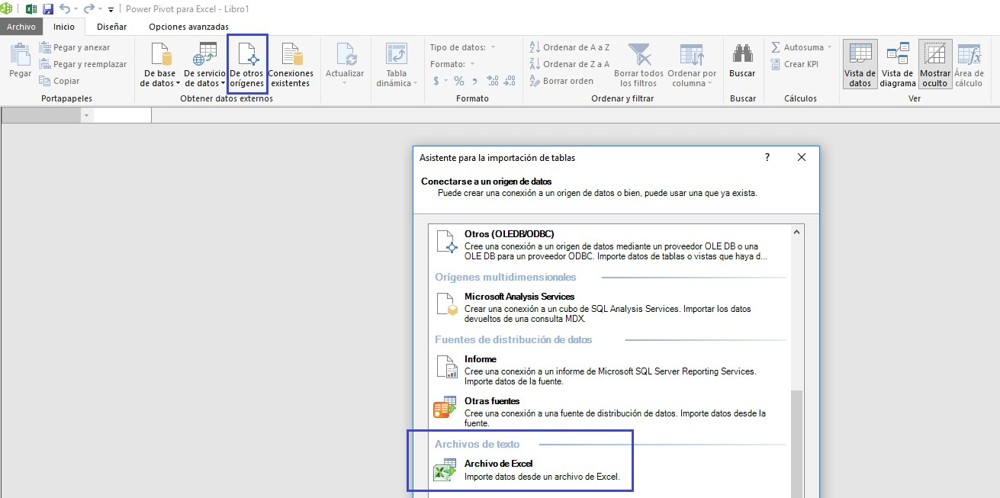 Power Pivot para Excel - Libro1
Archivo Inicio Diseñar Opciones avanzadas
Pegar
Pegar y anexar
Pegar y reemplazar
Copiar
Portapapeles
De base
de datos
De servicio
de datos
De otros
orígenes
Conexiones
existentes
Obtener datos externos
Actualizar
Tabla
dinámica
Tipo de datos:
Formato:
$ % ,
Formato
Ordenar de A a Z
Ordenar de Z a A
Borrar orden
Borrar todos
los filtros
Ordenar por
columna
Ordenar y filtrar
Buscar
Buscar
Autosuma
Crear KPI
Cálculos
Vista de
datos
Vista de
diagrama
Mostrar
oculto
Área de
cálculo
Ver
Asistente para la importación de tablas ?
Conectarse a un origen de datos
Puede crear una conexión a un origen de datos o bien, puede usar una que ya exista.
Otros (OLEDB/ODBC)
Cree una conexión a un origen de datos mediante un proveedor OLE DB o una
OLE DB para un proveedor ODBC. Importe datos de tablas o vistas que haya d...
Orígenes multidimensionales
Microsoft Analysis Services
Crear una conexión a un cubo de SQL Analysis Services. Importar los datos
devueltos de una consulta MDX.
Fuentes de distribución de datos
Informe
Cree una conexión a un informe de Microsoft SQL Server Reporting Services.
Importe datos de la fuente.
Otras fuentes
Cree una conexión a una fuente de distribución de datos. Importe datos desde la
fuente.
Archivos de texto
Archivo de Excel
Importe datos desde un archivo de Excel.